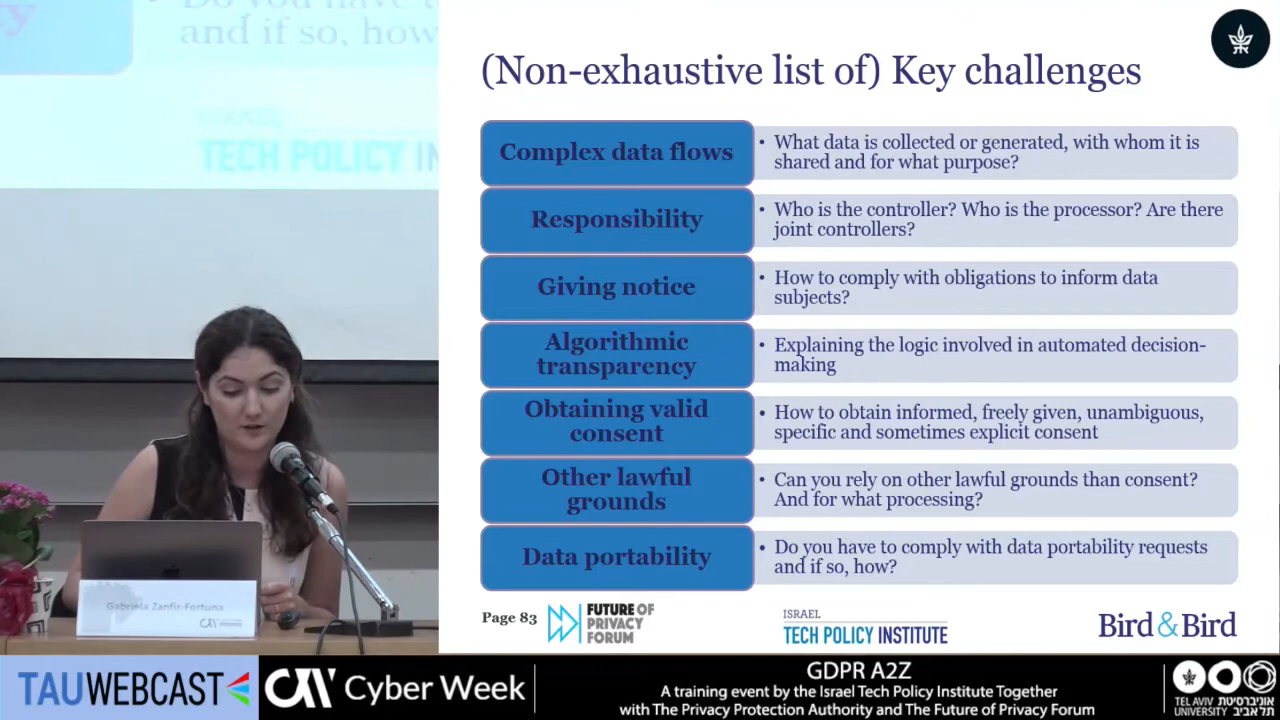 and if so, how
TECH POLICY IN
Gabriela Zanfir-Fortuna
(Non-exhaustive list of) Key challenges
Complex data flows
• What data is collected or generated, with whom it is
shared and for what purpose?
Responsibility
• Who is the controller? Who is the processor? Are there
joint controllers?
Giving notice
• How to comply with obligations to inform data
subjects?
Algorithmic
transparency
• Explaining the logic involved in automated decision-
making
Obtaining valid
consent
• How to obtain informed, freely given, unambiguous,
specific and sometimes explicit consent
Other lawful
grounds
• Can you rely on other lawful grounds than consent?
And for what processing?
Data portability
• Do you have to comply with data portability requests
and if so, how?
Page 83
FUTURE OF
PRIVACY
FORUM
ISRAEL
TECH POLICY INSTITUTE
Bird & Bird
TAUWEBCAST
Cyber Week
GDPR A2Z
A training event by the Israel Tech Policy Institute Together
with The Privacy Protection Authority and The Future of Privacy Forum
TEL AVIV UNIVERSITY
אוניברסיטת תל אביב